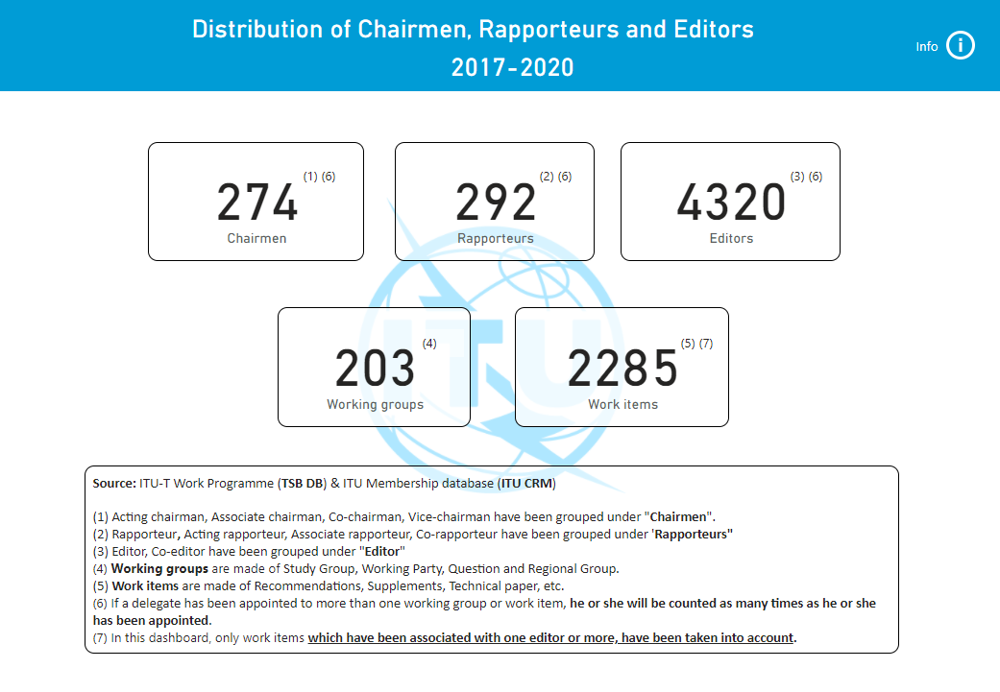 Distribution of Chairmen, Rapporteurs and Editors
2017-2020
Info
274 (1) (6)
Chairmen
292 (2) (6)
Rapporteurs
4320 (3) (6)
Editors
ITU
203 (4)
Working groups
2285 (5) (7)
Work items
Source: ITU-T Work Programme (TSB DB) & ITU Membership database (ITU CRM)
(1) Acting chairman, Associate chairman, Co-chairman, Vice-chairman have been grouped under "Chairmen".
(2) Rapporteur, Acting rapporteur, Associate rapporteur, Co-rapporteur have been grouped under 'Rapporteurs"
(3) Editor, Co-editor have been grouped under "Editor"
(4) Working groups are made of Study Group, Working Party, Question and Regional Group.
(5) Work items are made of Recommendations, Supplements, Technical paper, etc.
(6) If a delegate has been appointed to more than one working group or work item, he or she will be counted as many times as he or she
has been appointed.
(7) In this dashboard, only work items which have been associated with one editor or more, have been taken into account.